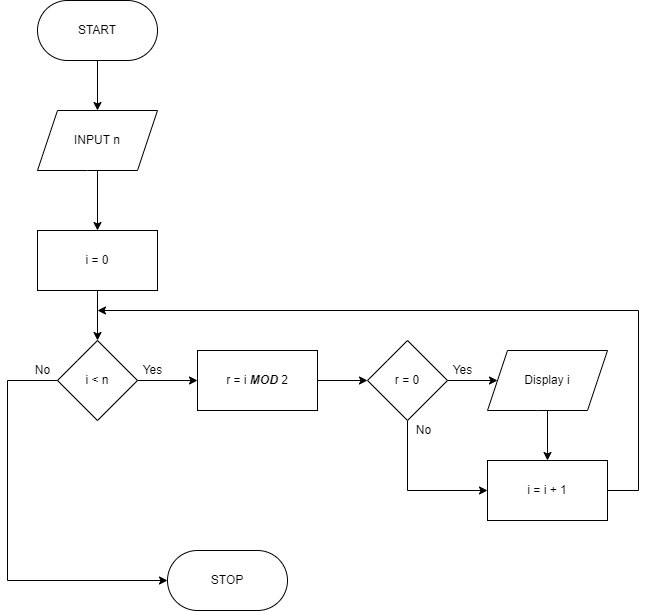 START
INPUT n
i = 0
No
i < n
Yes
r = i MOD 2
r = 0
Yes
Display i
No
i = i + 1
STOP